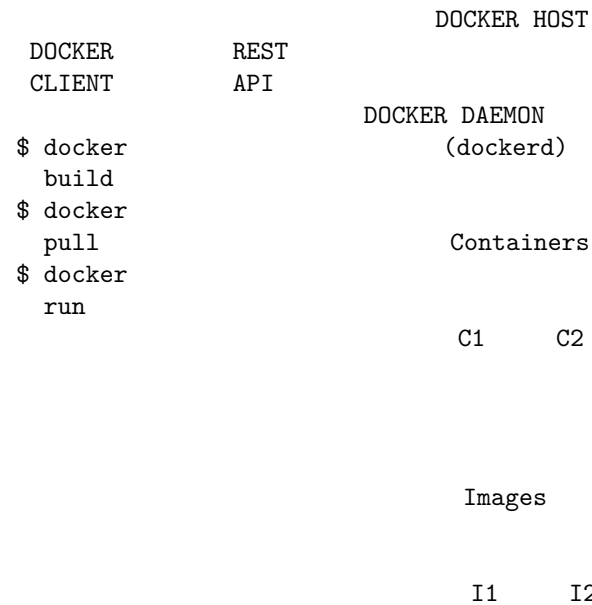 DOCKER HOST
DOCKER REST
CLIENT API
DOCKER DAEMON
$ docker (dockerd)
build
$ docker
pull Containers
$ docker
run
C1 C2
Images
I1 I2